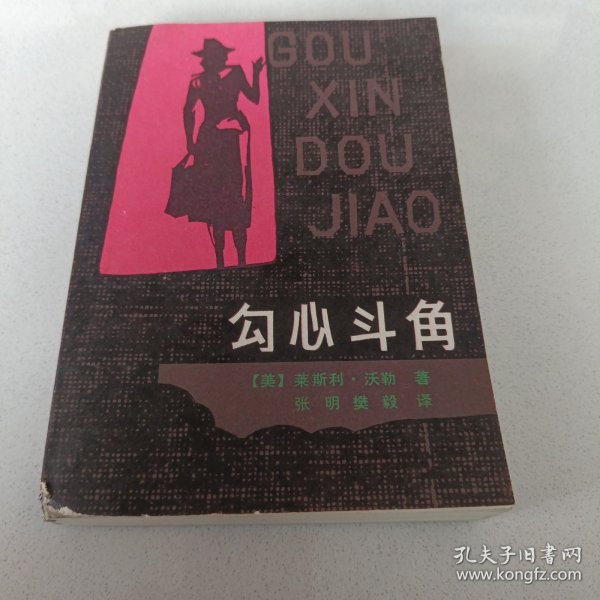 GOU
XIN
DOU
JIAO
勾心斗角
【美】莱斯利·沃勒 著
张明樊毅 译
孔夫子旧書网
www.kongfz.com